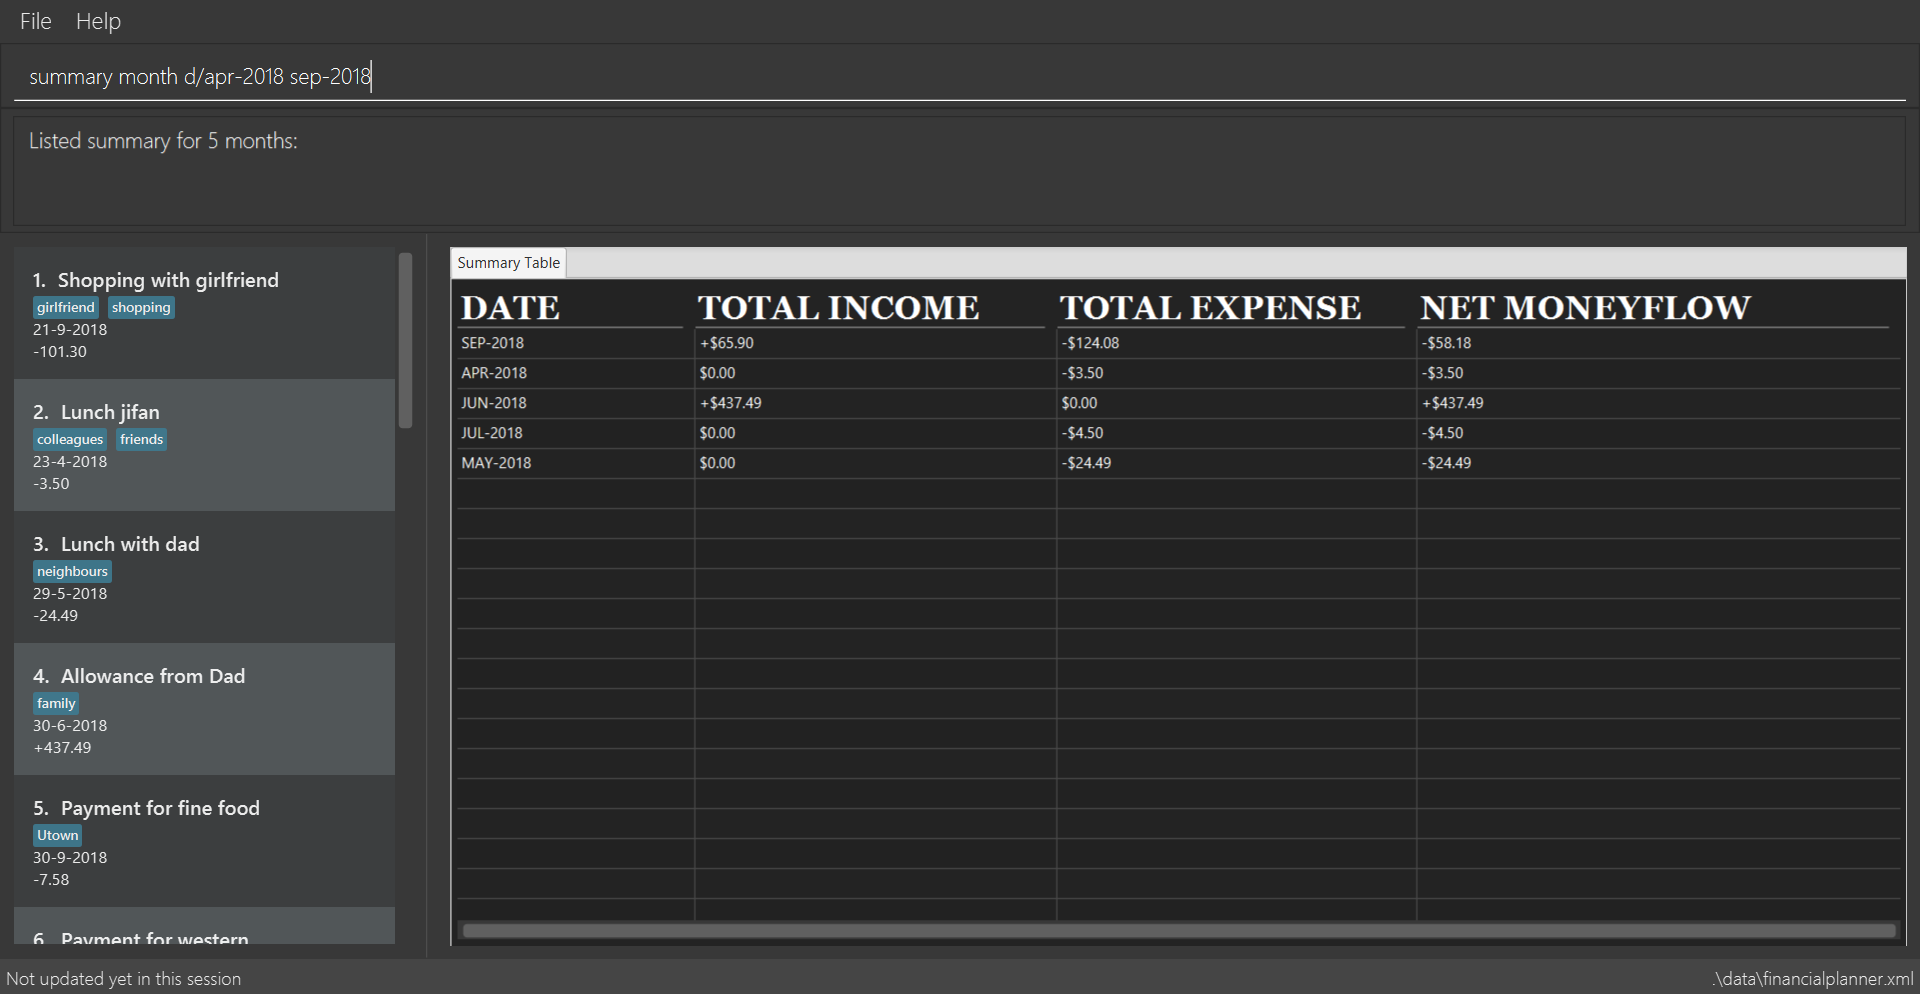 File Help
summary month d/apr-2018 sep-2018
Listed summary for 5 months:
1. Shopping with girlfriend
girlfriend shopping
21-9-2018
-101.30
2. Lunch jifan
colleagues friends
23-4-2018
-3.50
3. Lunch with dad
neighbours
29-5-2018
-24.49
4. Allowance from Dad
family
30-6-2018
+437.49
5. Payment for fine food
Utown
30-9-2018
-7.58
6. Payment for western
Summary Table
DATE TOTAL INCOME TOTAL EXPENSE NET MONEYFLOW
SEP-2018 +$65.90 -$124.08 -$58.18
APR-2018 $0.00 -$3.50 -$3.50
JUN-2018 +$437.49 $0.00 +$437.49
JUL-2018 $0.00 -$4.50 -$4.50
MAY-2018 $0.00 -$24.49 -$24.49
Not updated yet in this session
.\data\financialplanner.xml